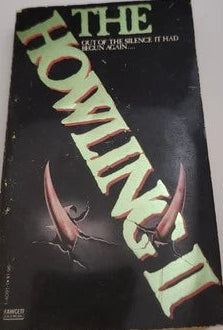 THE
OUT OF THE SILENCE IT HAD
BEGUN AGAIN....
HOWLING II
FAWCETT